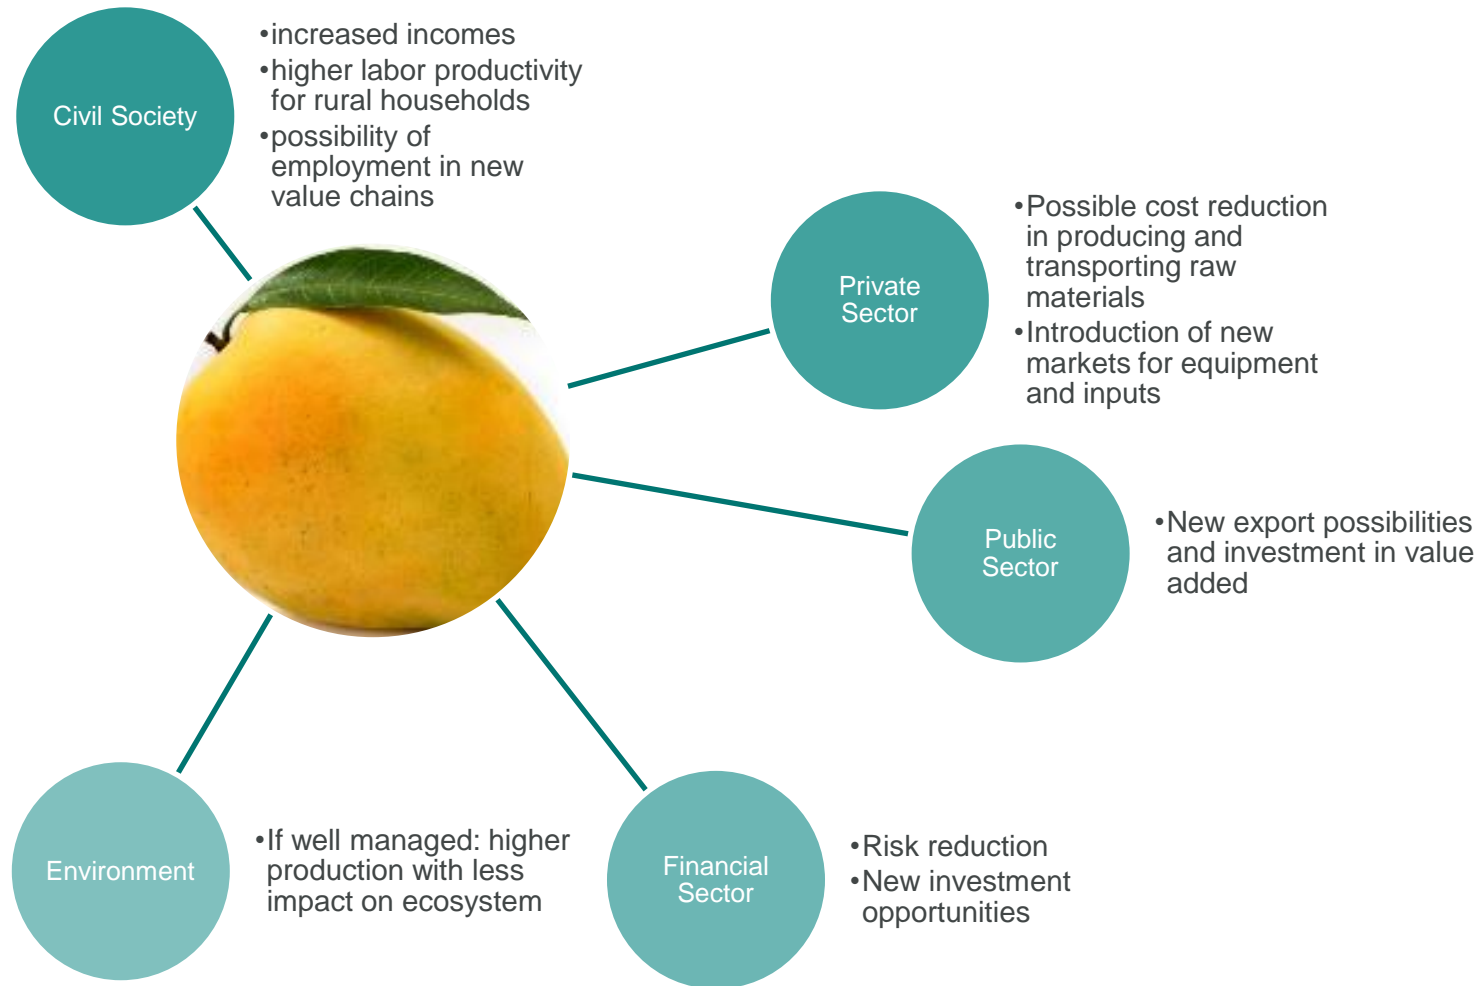 Civil Society
•increased incomes
•higher labor productivity
for rural households
•possibility of
employment in new
value chains
Private
Sector
•Possible cost reduction
in producing and
transporting raw
materials
•Introduction of new
markets for equipment
and inputs
Public
Sector
•New export possibilities
and investment in value
added
Financial
Sector
•Risk reduction
•New investment
opportunities
Environment
•If well managed: higher
production with less
impact on ecosystem